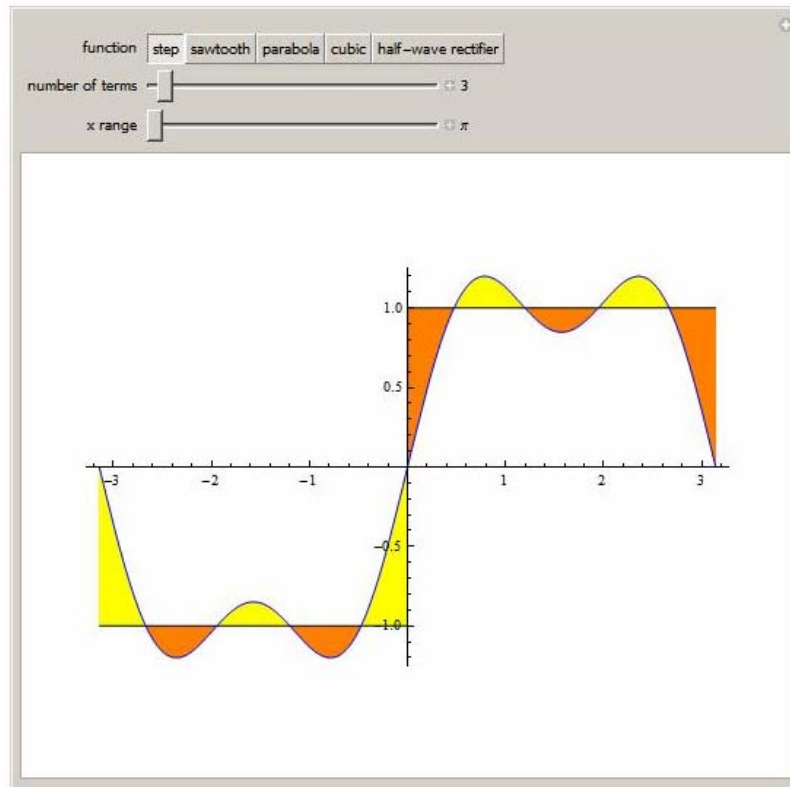 function step sawtooth parabola cubic half-wave rectifier
number of terms 3
x range π
1.0
0.5
-3 -2 -1 1 2 3
-0.5
-1.0